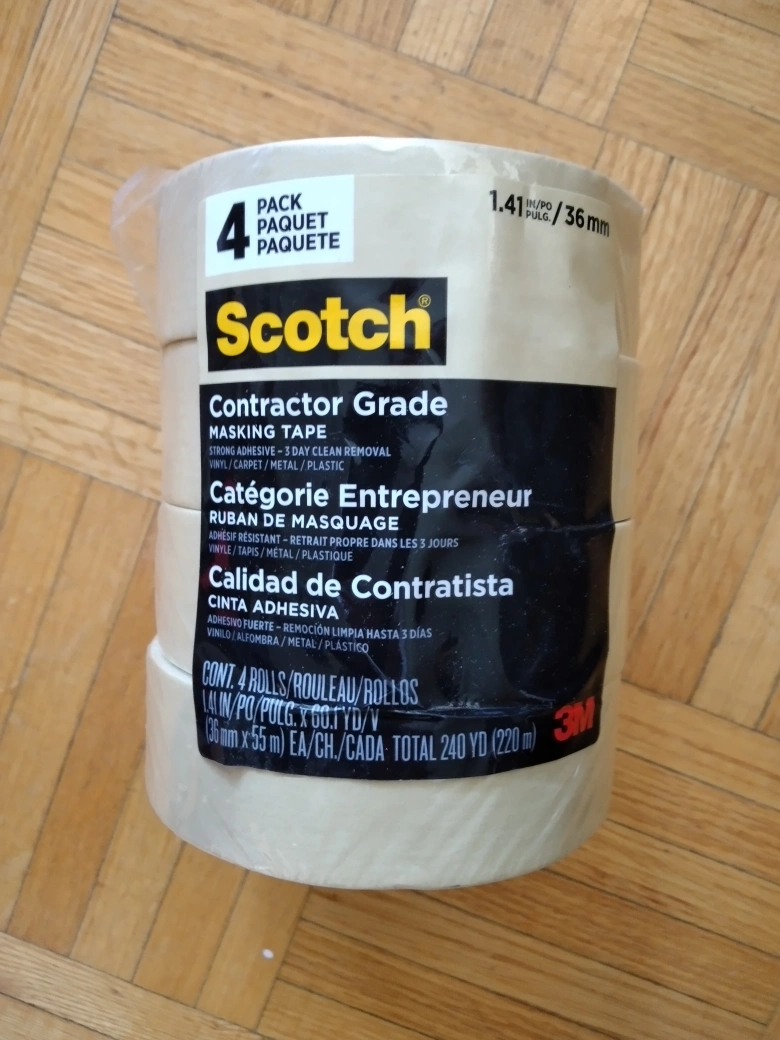 4 PACK
PAQUET
PAQUETE
1.41 IN/PO PULG. / 36 mm
Scotch®
Contractor Grade
MASKING TAPE
STRONG ADHESIVE – 3 DAY CLEAN REMOVAL
VINYL / CARPET / METAL / PLASTIC
Catégorie Entrepreneur
RUBAN DE MASQUAGE
ADHÉSIF RÉSISTANT – RETRAIT PROPRE DANS LES 3 JOURS
VINYLE / TAPIS / MÉTAL / PLASTIQUE
Calidad de Contratista
CINTA ADHESIVA
ADHESIVO FUERTE – REMOCIÓN LIMPIA HASTA 3 DÍAS
VINILO / ALFOMBRA / METAL / PLÁSTICO
CONT. 4 ROLLS/ROULEAU/ROLLOS
1.41 IN/PO/PULG. x 60.1 YD/V
(36 mm x 55 m) EA/CH./CADA TOTAL 240 YD (220 m)
3M